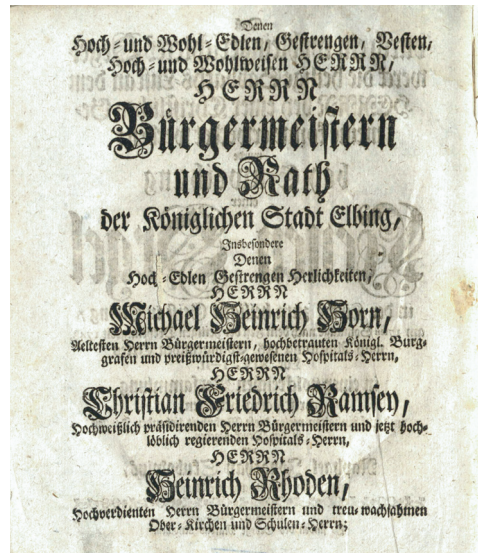 Denen
Hoch-und Wohl-Edlen, Gestrengen, Vesten,
Hoch-und Wohlweisen HERRN,
HERRN
Bürgermeistern
und Rath
der Königlichen Stadt Elbing,
Insbesondere
Denen
Hoch-Edlen Gestrengen Herlichkeiten,
HERRN
Michael Heinrich Horn,
Aeltesten Herrn Bürgermeistern, hochbetrauten Königl. Burg-
grafen und preißwürdigst-gewesenen Hospitals-Herrn,
HERRN
Christian Friedrich Ramsey,
Hochweißlich präsidirenden Herrn Bürgermeistern und jetzt hoch-
löblich regierenden Hospitals-Herrn,
HERRN
Heinrich Rhoden,
Hochverdienten Herrn Bürgermeistern und treu-wachsahmen
Ober-Kirchen und Schulen-Herrn;